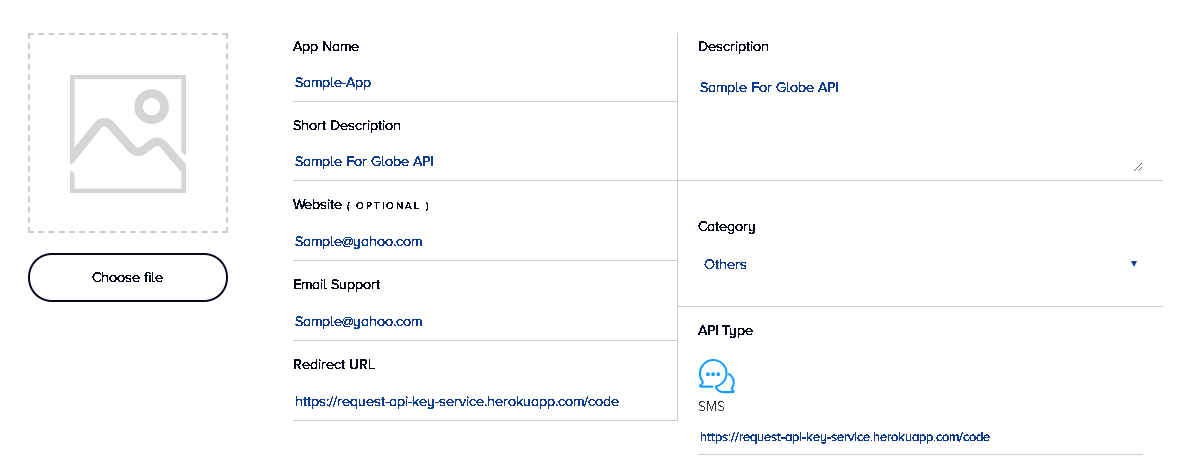 App Name
Sample-App
Short Description
Sample For Globe API
Website ( OPTIONAL )
Sample@yahoo.com
Email Support
Sample@yahoo.com
Redirect URL
https://request-api-key-service.herokuapp.com/code
Choose file
Description
Sample For Globe API
Category
Others
API Type
SMS
https://request-api-key-service.herokuapp.com/code